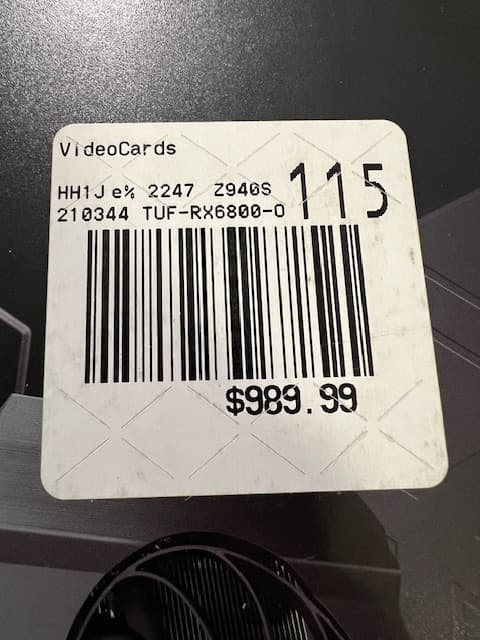 VideoCards
HH1J e% 2247 Z940S
115
210344 TUF-RX6800-O
$989.99